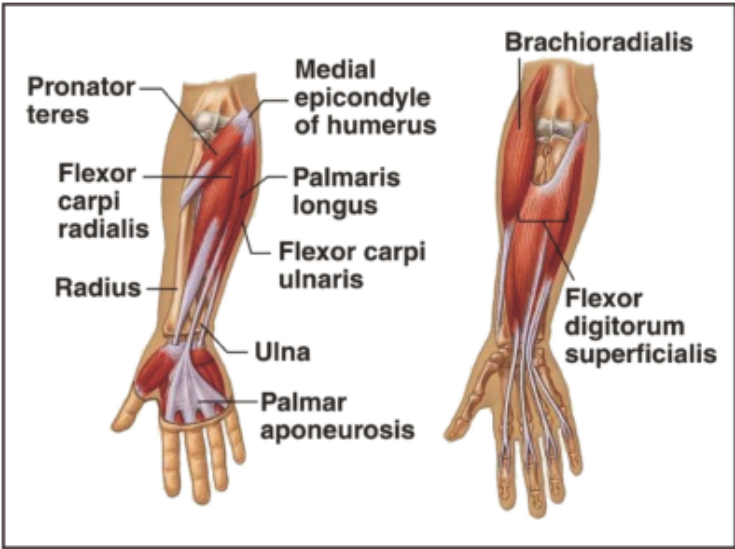 Pronator
teres
Medial
epicondyle
of humerus
Flexor
carpi
radialis
Palmaris
longus
Flexor carpi
ulnaris
Radius
Ulna
Palmar
aponeurosis
Brachioradialis
Flexor
digitorum
superficialis